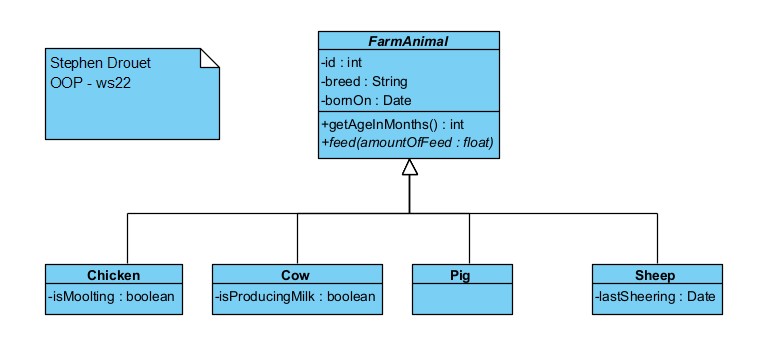 Stephen Drouet
OOP - ws22
FarmAnimal
-id : int
-breed : String
-bornOn : Date
+getAgeInMonths() : int
+feed(amountOfFeed : float)
Chicken
-isMoolting : boolean
Cow
-isProducingMilk : boolean
Pig
Sheep
-lastSheering : Date